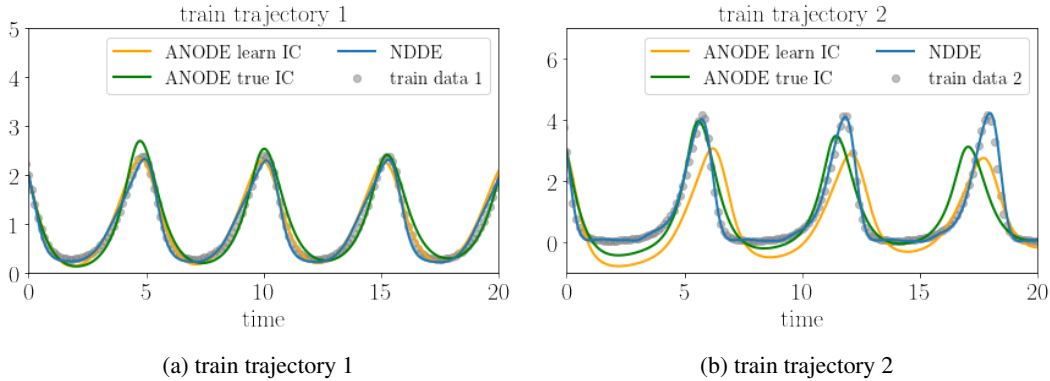 train trajectory 1
5
4
3
2
1
0
ANODE learn IC
ANODE true IC
NDDE
train data 1
0 5 10 15 20
time
(a) train trajectory 1
train trajectory 2
6
4
2
0
ANODE learn IC
ANODE true IC
NDDE
train data 2
0 5 10 15 20
time
(b) train trajectory 2